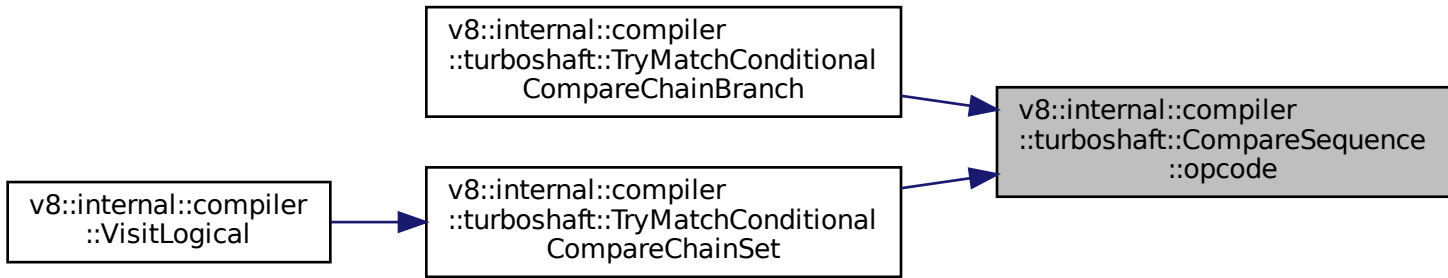 v8::internal::compiler
::turboshaft::TryMatchConditional
CompareChainBranch
v8::internal::compiler
::turboshaft::CompareSequence
::opcode
v8::internal::compiler
::turboshaft::TryMatchConditional
CompareChainSet
v8::internal::compiler
::VisitLogical